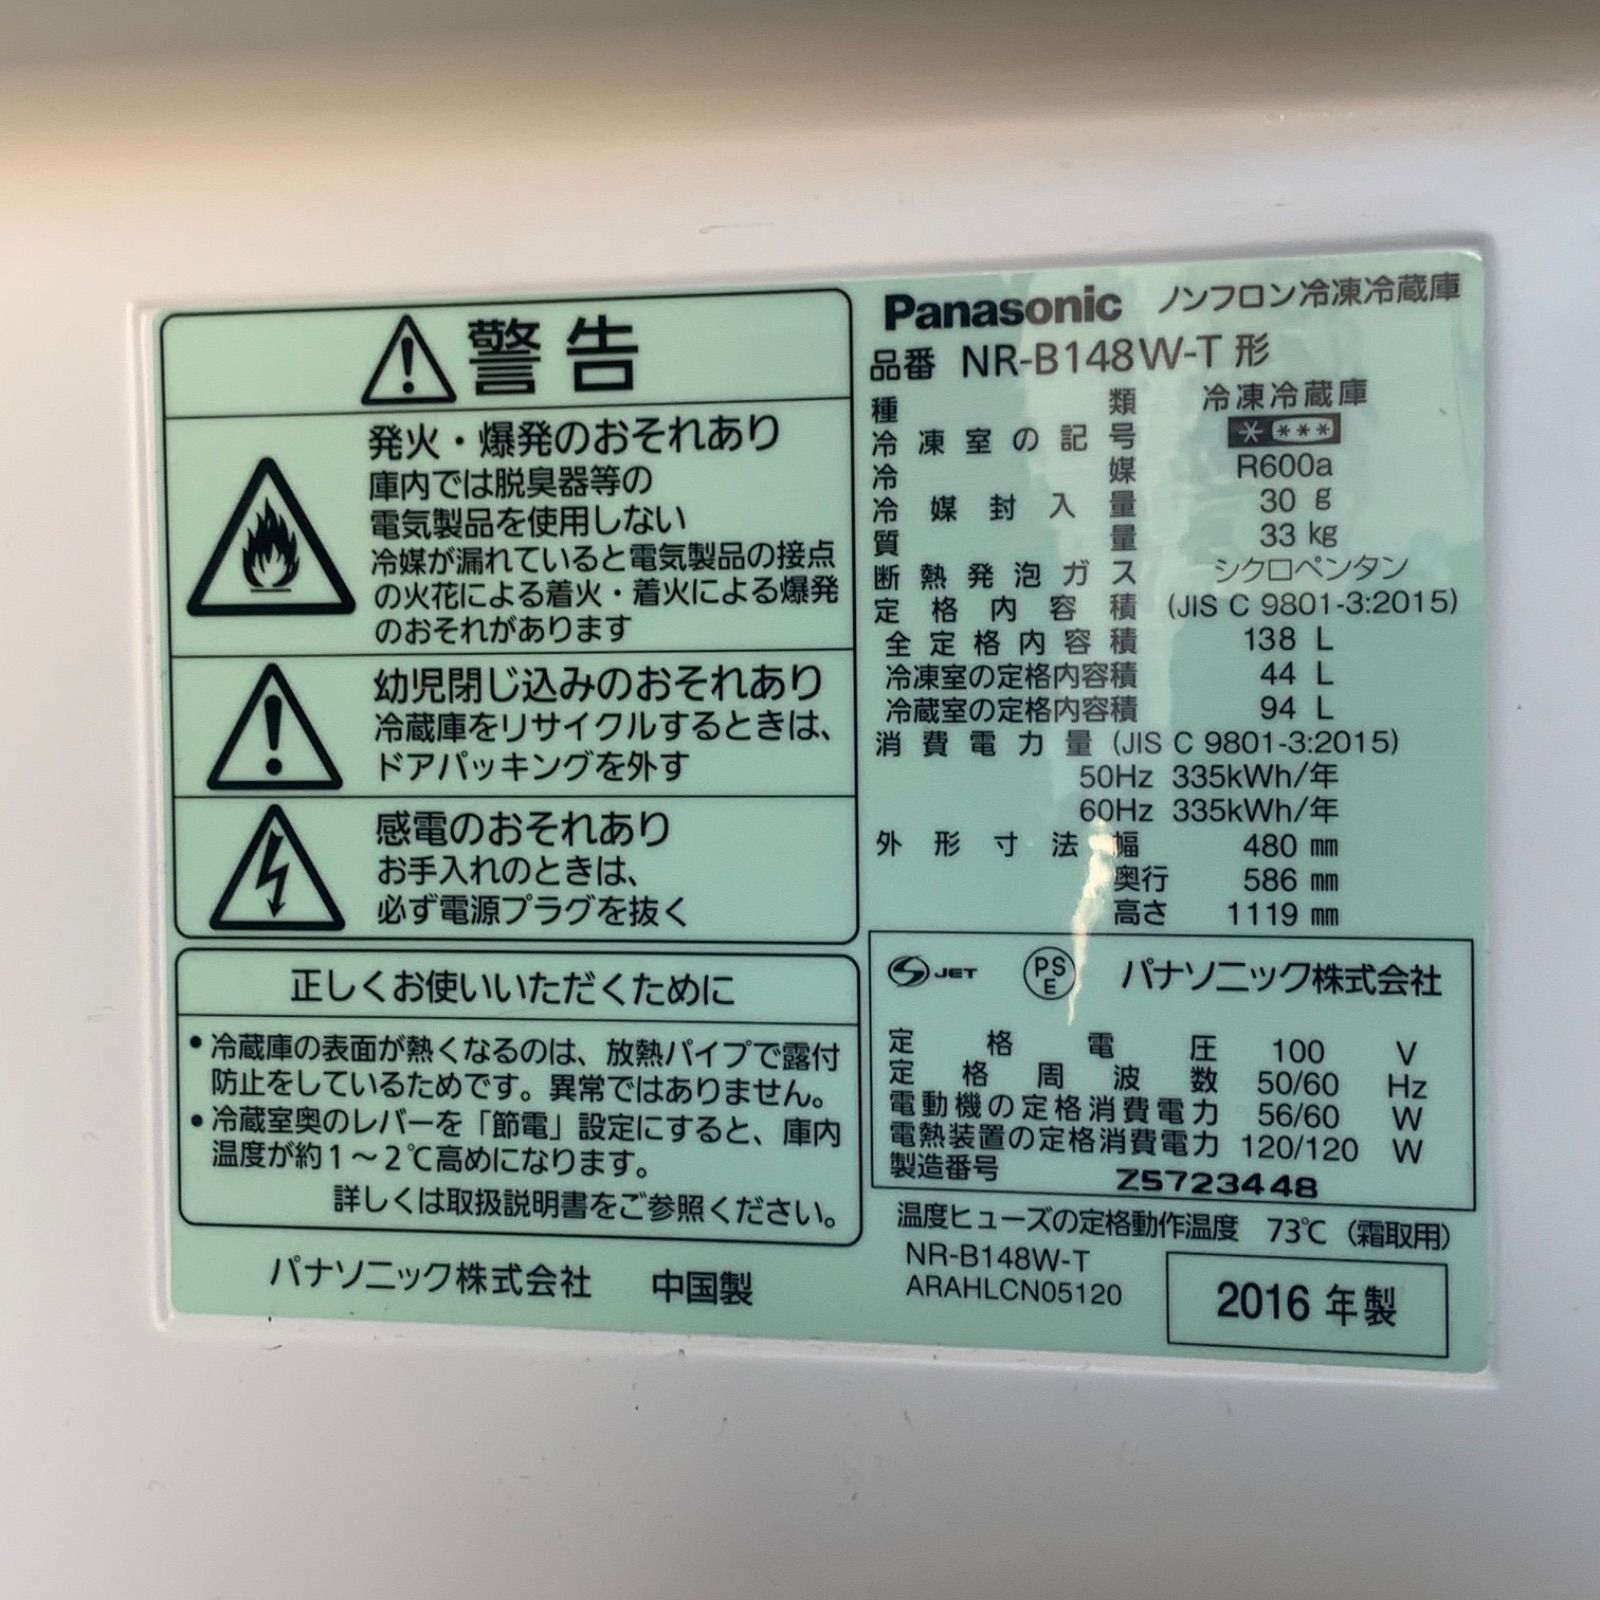 警告
発火・爆発のおそれあり
庫内では脱臭器等の
電気製品を使用しない
冷媒が漏れていると電気製品の接点
の火花による着火・着火による爆発
のおそれがあります
幼児閉じ込みのおそれあり
冷蔵庫をリサイクルするときは、
ドアパッキングを外す
感電のおそれあり
お手入れのときは、
必ず電源プラグを抜く
正しくお使いいただくために
・冷蔵庫の表面が熱くなるのは、放熱パイプで露付
防止をしているためです。異常ではありません。
・冷蔵室奥のレバーを「節電」設定にすると、庫内
温度が約1～2℃高めになります。
詳しくは取扱説明書をご参照ください。
パナソニック株式会社 中国製
Panasonic ノンフロン冷凍冷蔵庫
品番 NR-B148W-T 形
種類 冷凍冷蔵庫
冷凍室の記号 ****
冷媒 R600a
冷媒封入量 30 g
質量 33 kg
断熱発泡ガス シクロペンタン
定格内容積 (JIS C 9801-3:2015)
全定格内容積 138 L
冷凍室の定格内容積 44 L
冷蔵室の定格内容積 94 L
消費電力量 (JIS C 9801-3:2015)
50Hz 335kWh/年
60Hz 335kWh/年
外形寸法 幅 480 mm
奥行 586 mm
高さ 1119 mm
JET PSE パナソニック株式会社
定格電圧 100 V
定格周波数 50/60 Hz
電動機の定格消費電力 56/60 W
電熱装置の定格消費電力 120/120 W
製造番号 Z5723448
温度ヒューズの定格動作温度 73℃ (霜取用)
NR-B148W-T
ARAHLCN05120
2016 年製